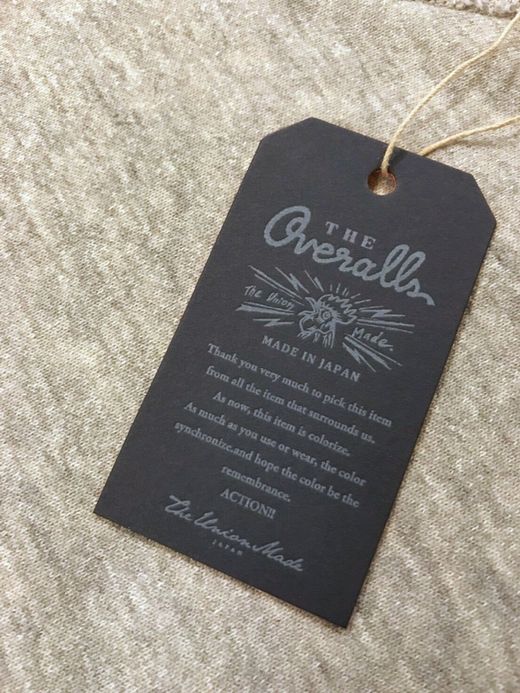 THE
Overalls
The Union Made.
MADE IN JAPAN
Thank you very much to pick this item
from all the item that surrounds us.
As now, this item is colorize.
As much as you use or wear, the color
synchronize.and hope the color be the
remembrance.
ACTION!!
The Union Made
JAPAN